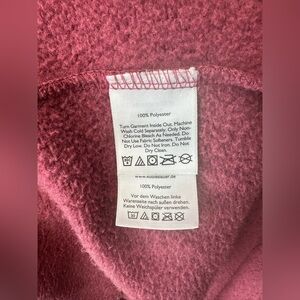 100% Polyester
Turn Garment Inside Out. Machine
Wash Cold Separately. Only Non-
Chlorine Bleach As Needed. Do
Not Use Fabric Softeners. Tumble
Dry Low. Do Not Iron. Do Not
Dry Clean.
100% Polyester
Vor dem Waschen linke
Warenseite nach außen drehen.
Keine Weichspüler verwenden.